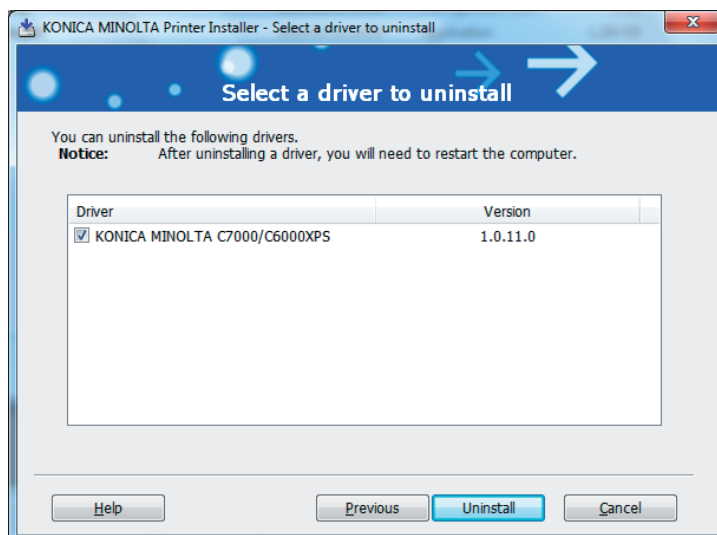 KONICA MINOLTA Printer Installer - Select a driver to uninstall
Select a driver to uninstall
You can uninstall the following drivers.
Notice: After uninstalling a driver, you will need to restart the computer.
Driver Version
KONICA MINOLTA C7000/C6000XPS 1.0.11.0
Help Previous Uninstall Cancel